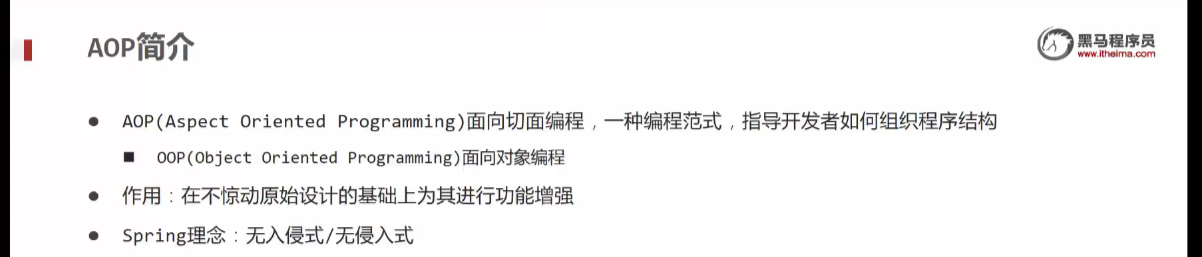 AOP简介
黑马程序员
www.itheima.com
AOP(Aspect Oriented Programming)面向切面编程，一种编程范式，指导开发者如何组织程序结构
OOP(Object Oriented Programming)面向对象编程
作用：在不惊动原始设计的基础上为其进行功能增强
Spring理念：无入侵式/无侵入式